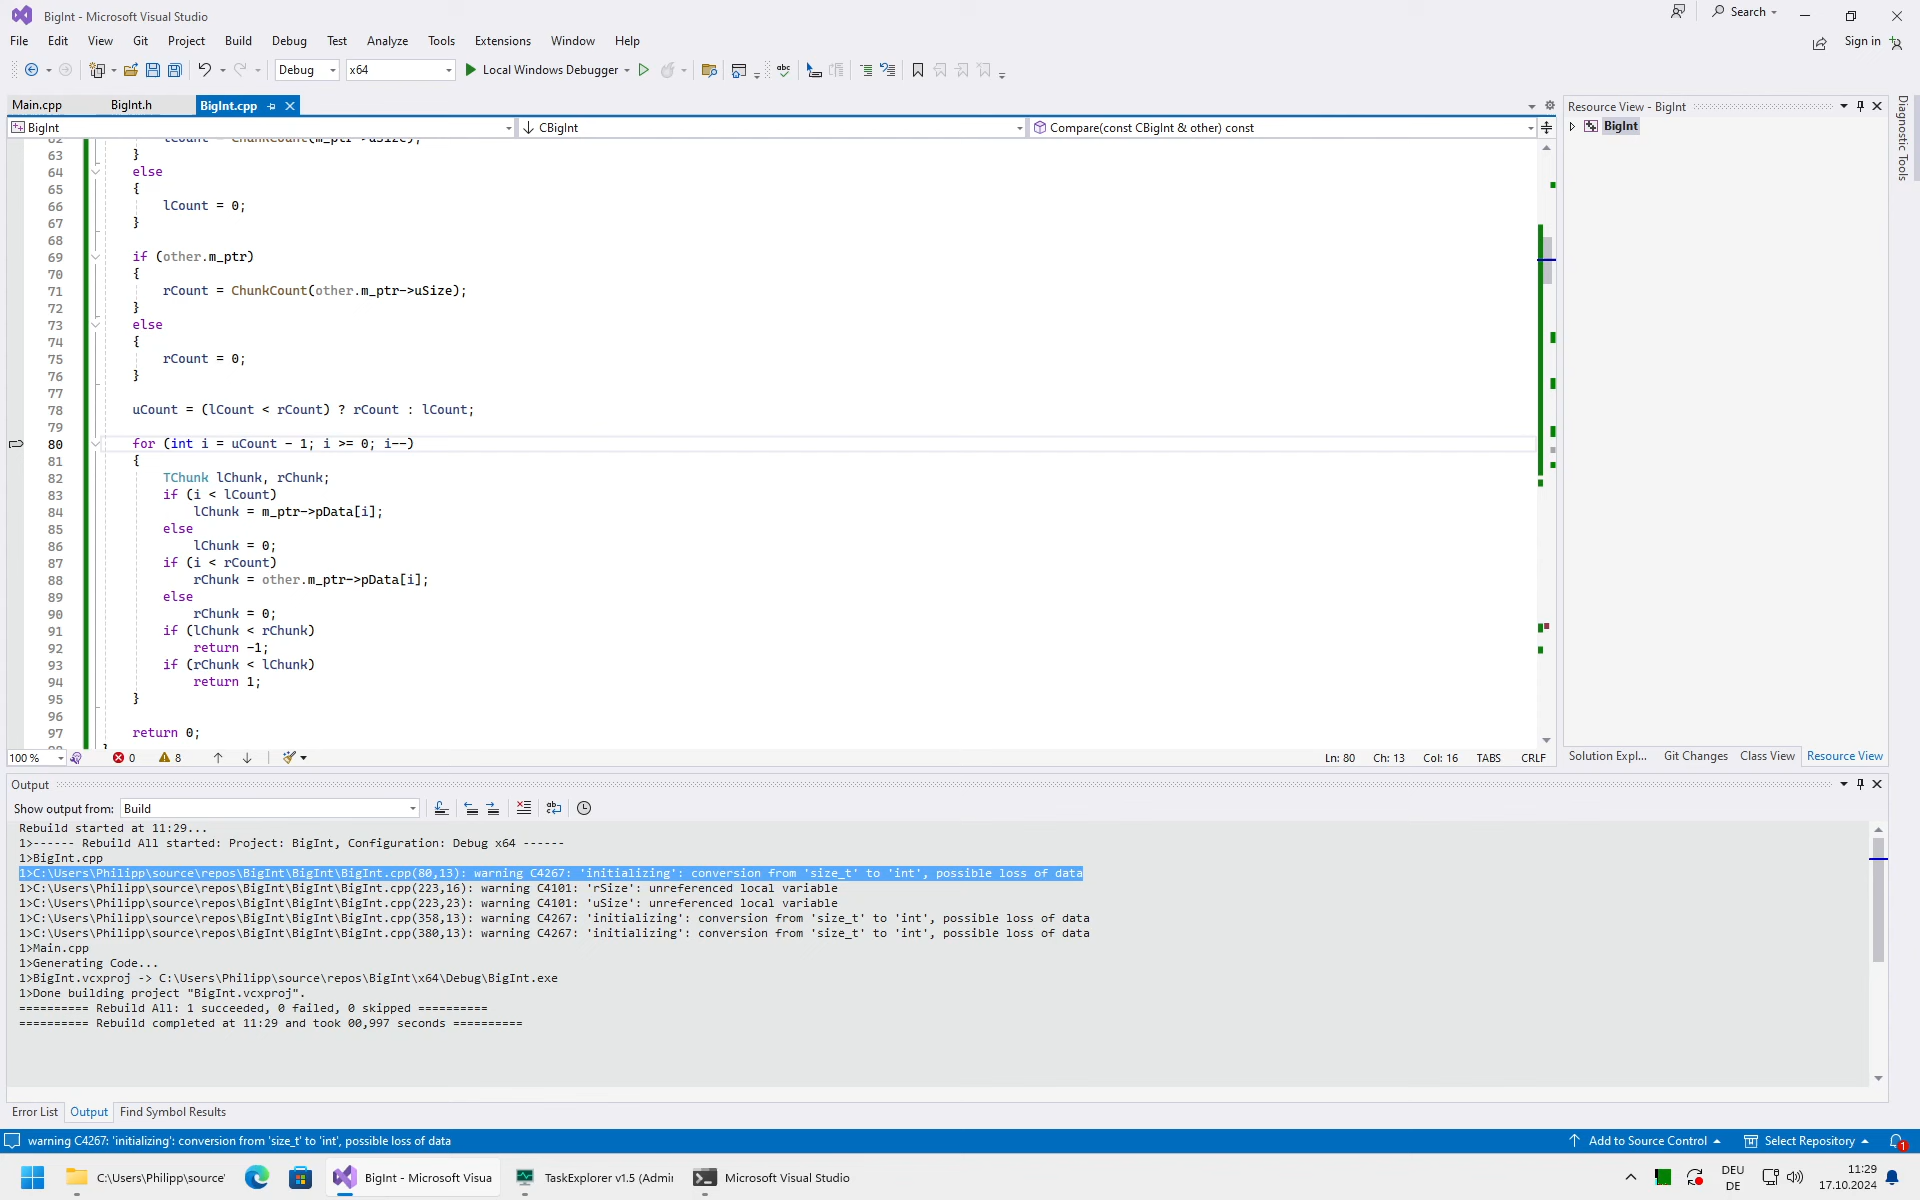 BigInt - Microsoft Visual Studio
Search
File Edit View Git Project Build Debug Test Analyze Tools Extensions Window Help
Sign in
Debug x64 Local Windows Debugger
Main.cpp BigInt.h BigInt.cpp
Resource View - BigInt
Diagnostic Tools
BigInt CBigInt Compare(const CBigInt & other) const
BigInt
62 lCount = ChunkCount(m_ptr->uSize);
63 }
64 else
65 {
66 lCount = 0;
67 }
68
69 if (other.m_ptr)
70 {
71 rCount = ChunkCount(other.m_ptr->uSize);
72 }
73 else
74 {
75 rCount = 0;
76 }
77
78 uCount = (lCount < rCount) ? rCount : lCount;
79
80 for (int i = uCount - 1; i >= 0; i--)
81 {
82 TChunk lChunk, rChunk;
83 if (i < lCount)
84 lChunk = m_ptr->pData[i];
85 else
86 lChunk = 0;
87 if (i < rCount)
88 rChunk = other.m_ptr->pData[i];
89 else
90 rChunk = 0;
91 if (lChunk < rChunk)
92 return -1;
93 if (rChunk < lChunk)
94 return 1;
95 }
96
97 return 0;
100 % 0 8 Ln: 80 Ch: 13 Col: 16 TABS CRLF
Solution Expl... Git Changes Class View Resource View
Output
Show output from: Build
Rebuild started at 11:29...
1>------ Rebuild All started: Project: BigInt, Configuration: Debug x64 ------
1>BigInt.cpp
1>C:\Users\Philipp\source\repos\BigInt\BigInt\BigInt.cpp(80,13): warning C4267: 'initializing': conversion from 'size_t' to 'int', possible loss of data
1>C:\Users\Philipp\source\repos\BigInt\BigInt\BigInt.cpp(223,16): warning C4101: 'rSize': unreferenced local variable
1>C:\Users\Philipp\source\repos\BigInt\BigInt\BigInt.cpp(223,23): warning C4101: 'uSize': unreferenced local variable
1>C:\Users\Philipp\source\repos\BigInt\BigInt\BigInt.cpp(358,13): warning C4267: 'initializing': conversion from 'size_t' to 'int', possible loss of data
1>C:\Users\Philipp\source\repos\BigInt\BigInt\BigInt.cpp(380,13): warning C4267: 'initializing': conversion from 'size_t' to 'int', possible loss of data
1>Main.cpp
1>Generating Code...
1>BigInt.vcxproj -> C:\Users\Philipp\source\repos\BigInt\x64\Debug\BigInt.exe
1>Done building project "BigInt.vcxproj".
========== Rebuild All: 1 succeeded, 0 failed, 0 skipped ==========
========== Rebuild completed at 11:29 and took 00,997 seconds ==========
Error List Output Find Symbol Results
warning C4267: 'initializing': conversion from 'size_t' to 'int', possible loss of data
Add to Source Control Select Repository 1
C:\Users\Philipp\source' BigInt - Microsoft Visua TaskExplorer v1.5 (Admin Microsoft Visual Studio
DEU 11:29
DE 17.10.2024